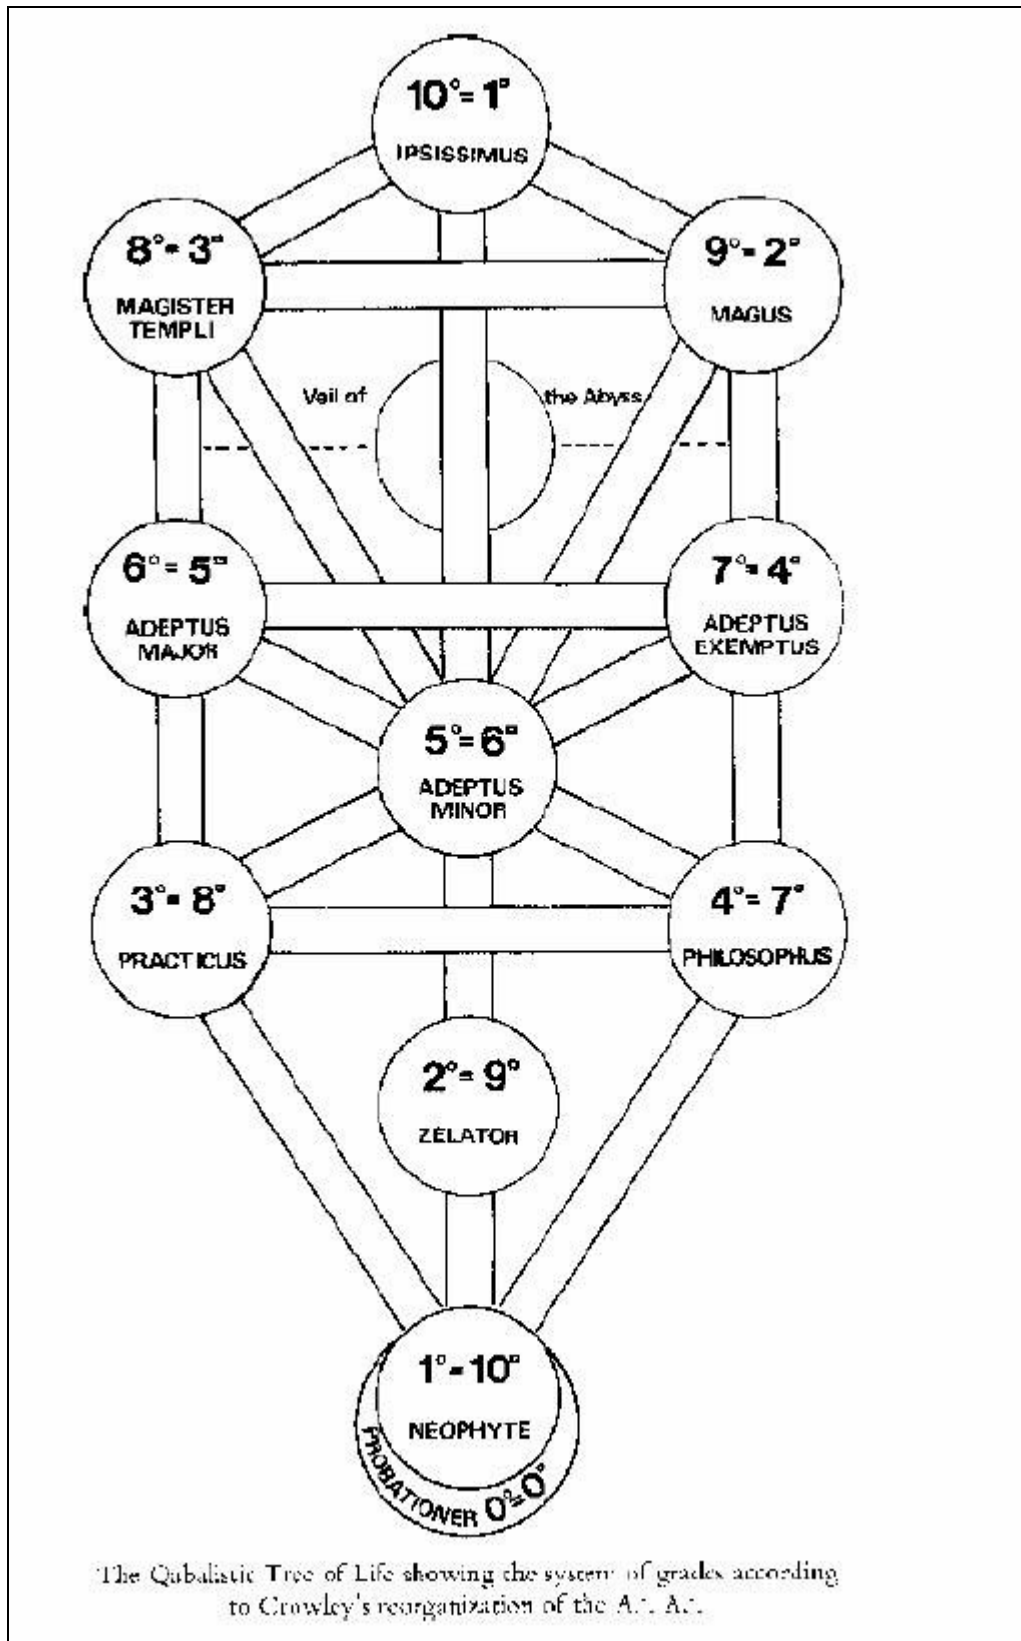 10°=1°
IPSISSIMUS
8°=3°
MAGISTER
TEMPLI
9°=2°
MAGUS
Veil of the Abyss
6°=5°
ADEPTUS
MAJOR
7°=4°
ADEPTUS
EXEMPTUS
5°=6°
ADEPTUS
MINOR
3°=8°
PRACTICUS
4°=7°
PHILOSOPHUS
2°=9°
ZELATOR
1°=10°
NEOPHYTE
PROBATIONER 0°=0°
The Qabalistic Tree of Life showing the system of grades according
to Crowley's reorganization of the A.·. A.·.